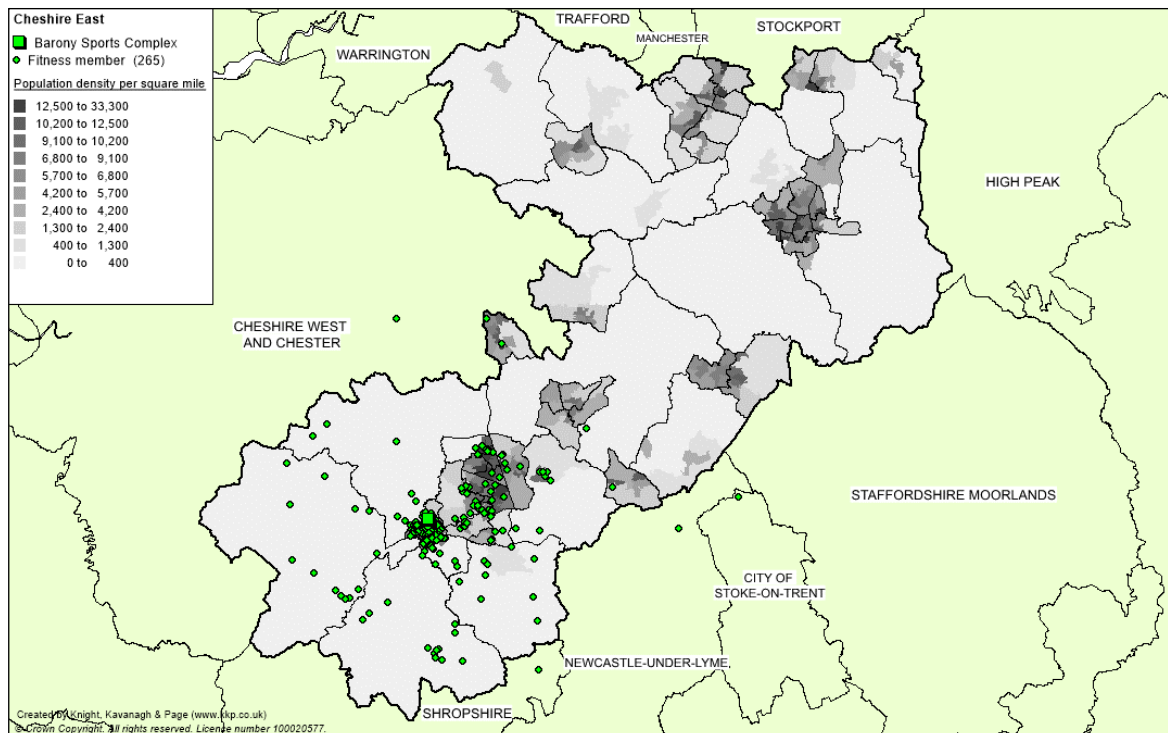 Cheshire East
Barony Sports Complex
Fitness member (265)
Population density per square mile
12,500 to 33,300
10,200 to 12,500
9,100 to 10,200
6,800 to 9,100
5,700 to 6,800
4,200 to 5,700
2,400 to 4,200
1,300 to 2,400
400 to 1,300
0 to 400
TRAFFORD
STOCKPORT
MANCHESTER
WARRINGTON
HIGH PEAK
CHESHIRE WEST
AND CHESTER
STAFFORDSHIRE MOORLANDS
CITY OF
STOKE-ON-TRENT
NEWCASTLE-UNDER-LYME
SHROPSHIRE
Created by Knight, Kavanagh & Page (www.kkp.co.uk)
© Crown Copyright. All rights reserved. License number 100020577.